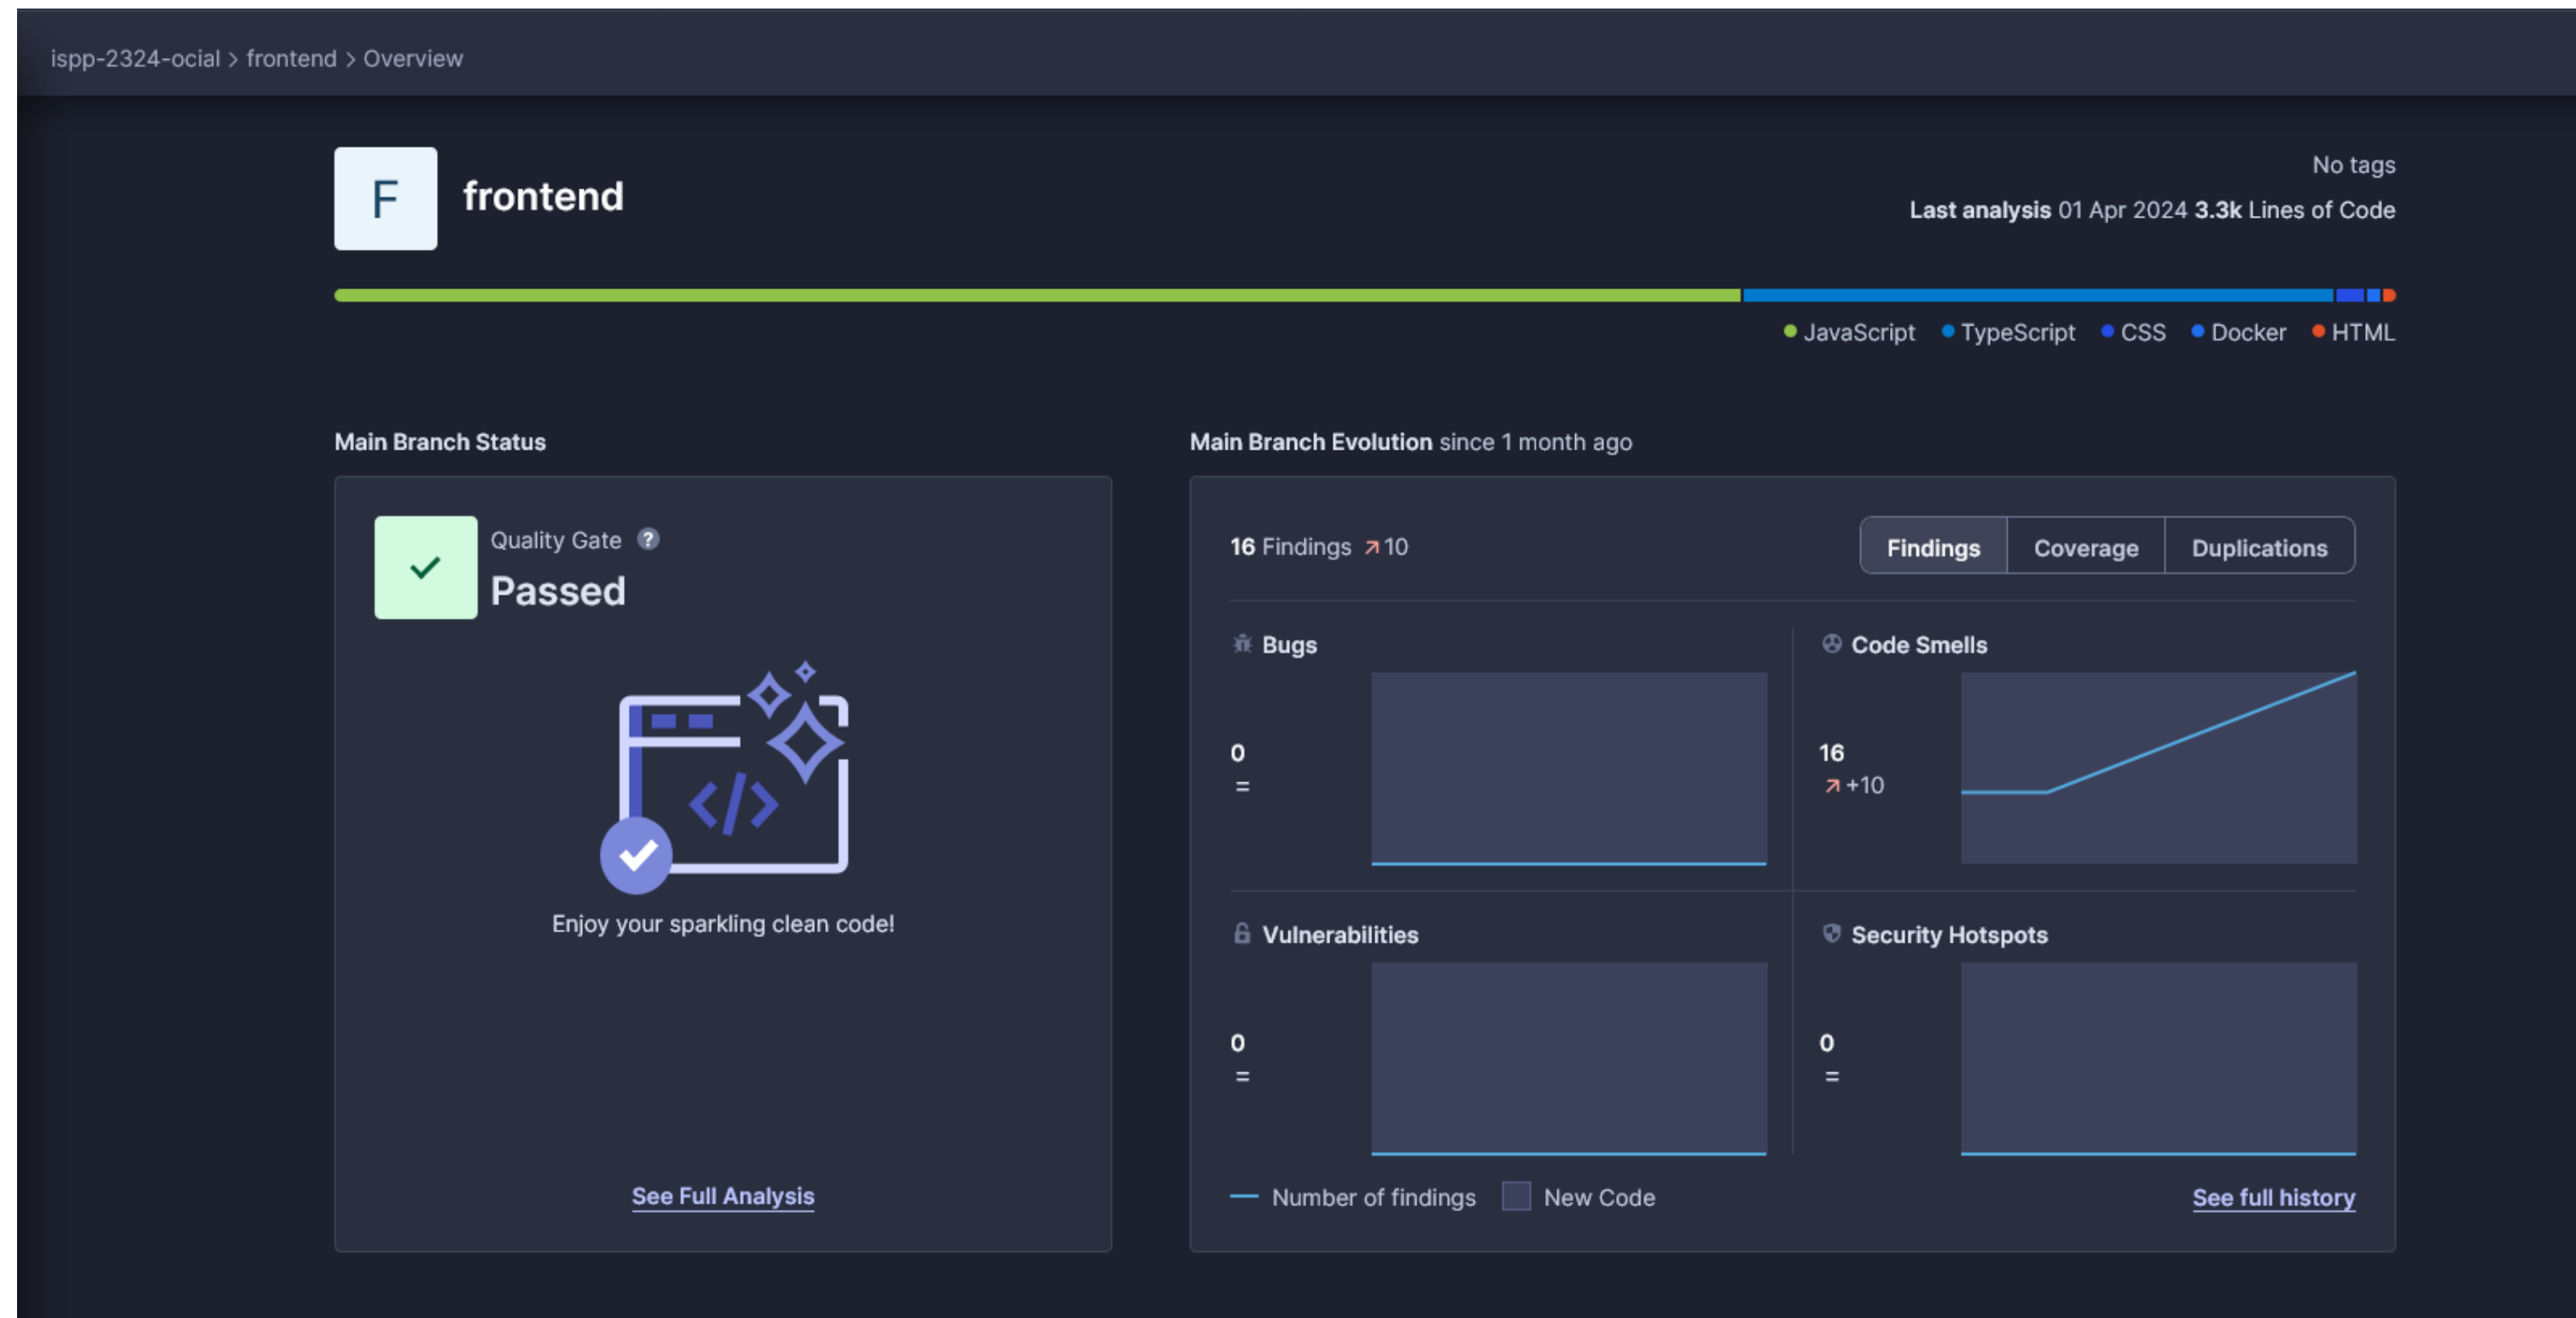 ispp-2324-ocial > frontend > Overview
F frontend
No tags
Last analysis 01 Apr 2024 3.3k Lines of Code
JavaScript TypeScript CSS Docker HTML
Main Branch Status
Quality Gate ?
Passed
</>
Enjoy your sparkling clean code!
See Full Analysis
Main Branch Evolution since 1 month ago
16 Findings 10
Findings Coverage Duplications
Bugs
0
=
Code Smells
16
+10
Vulnerabilities
0
=
Security Hotspots
0
=
Number of findings New Code
See full history